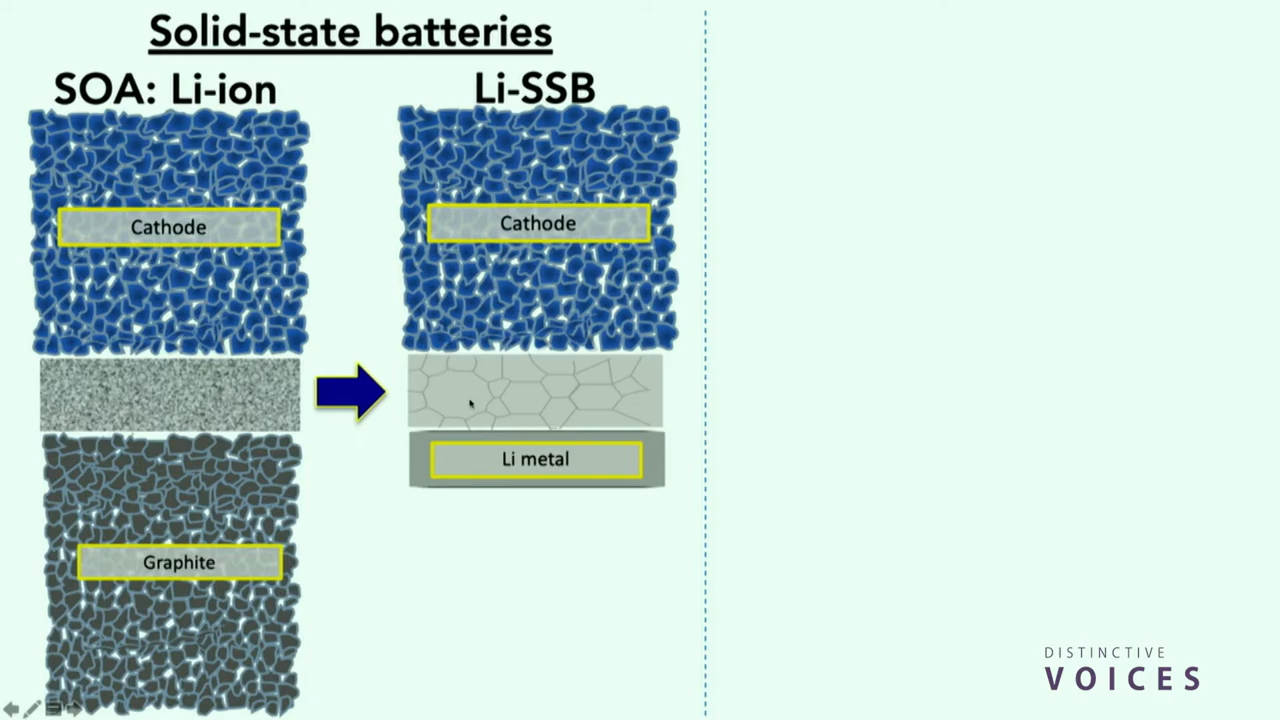 Solid-state batteries
SOA: Li-ion
Li-SSB
Cathode
Cathode
Li metal
Graphite
DISTINCTIVE
VOICES